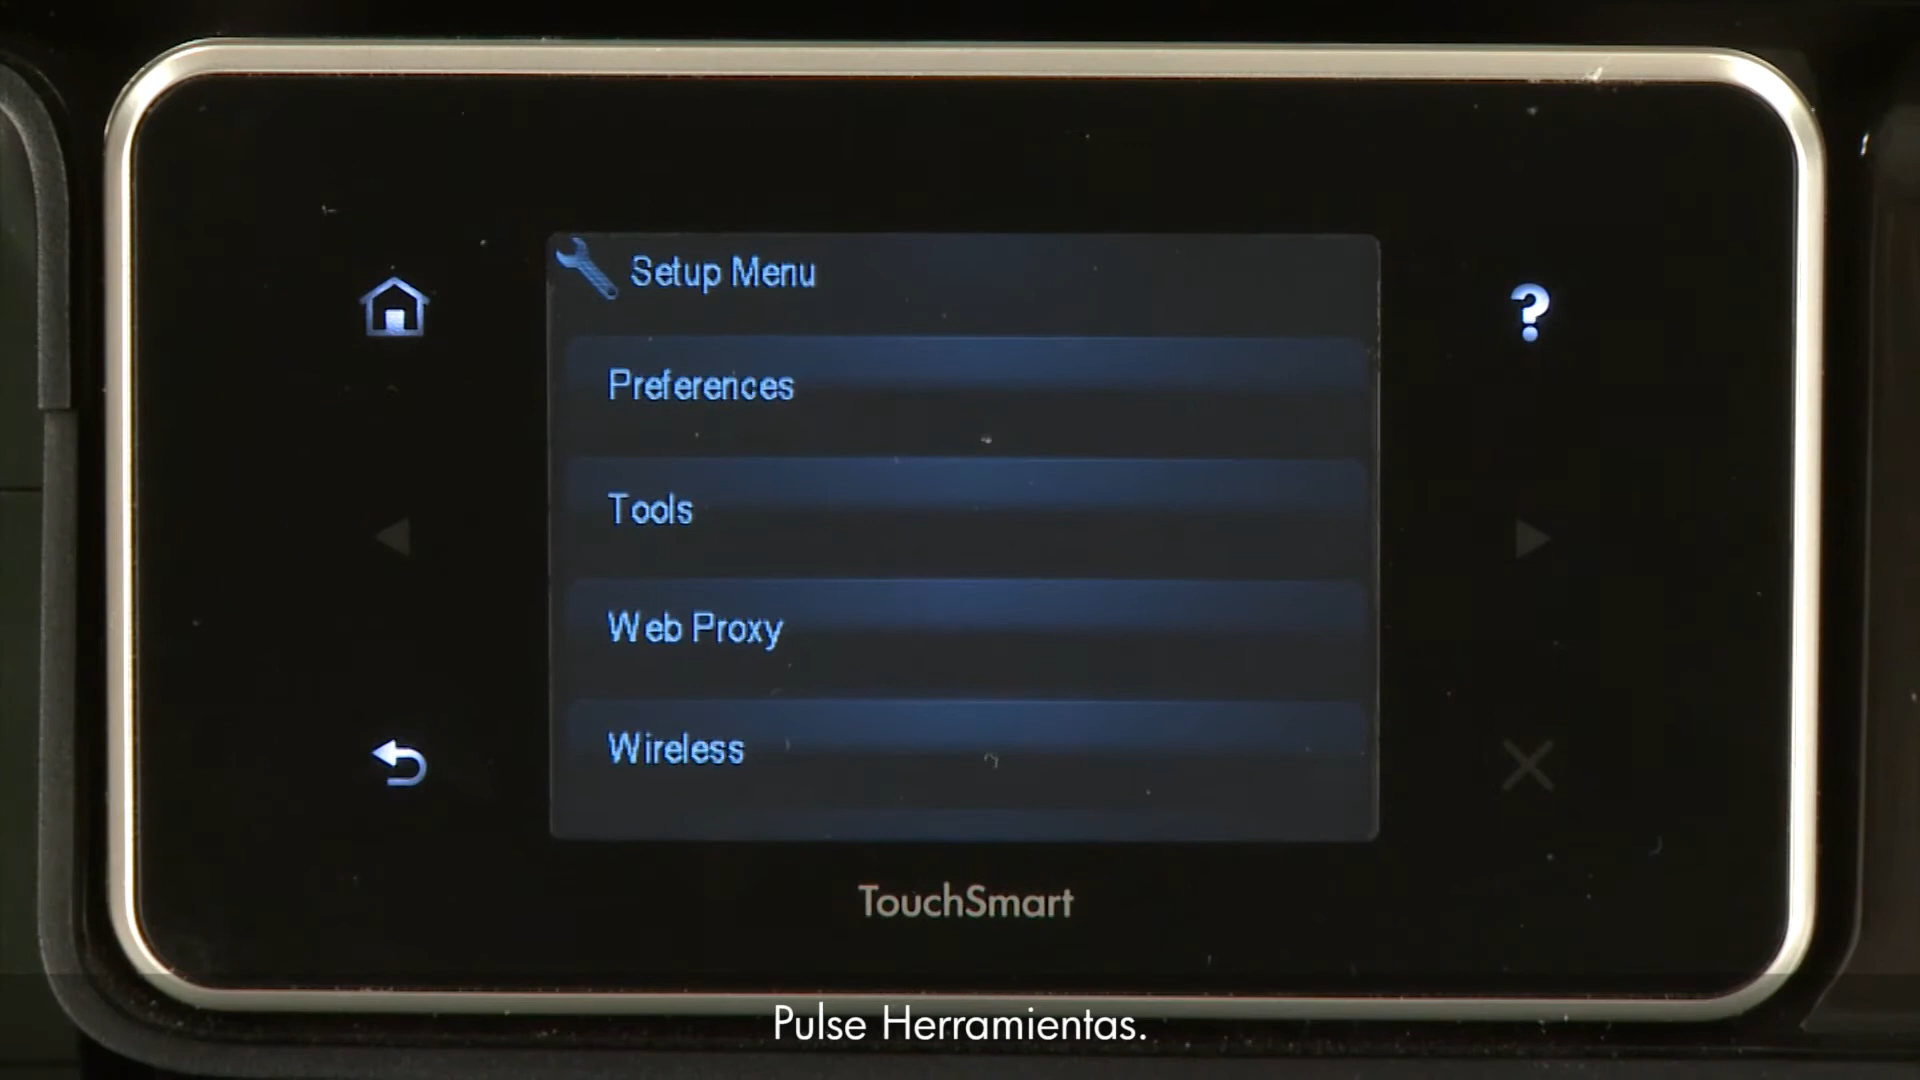 Setup Menu
Preferences
Tools
Web Proxy
Wireless
TouchSmart
Pulse Herramientas.